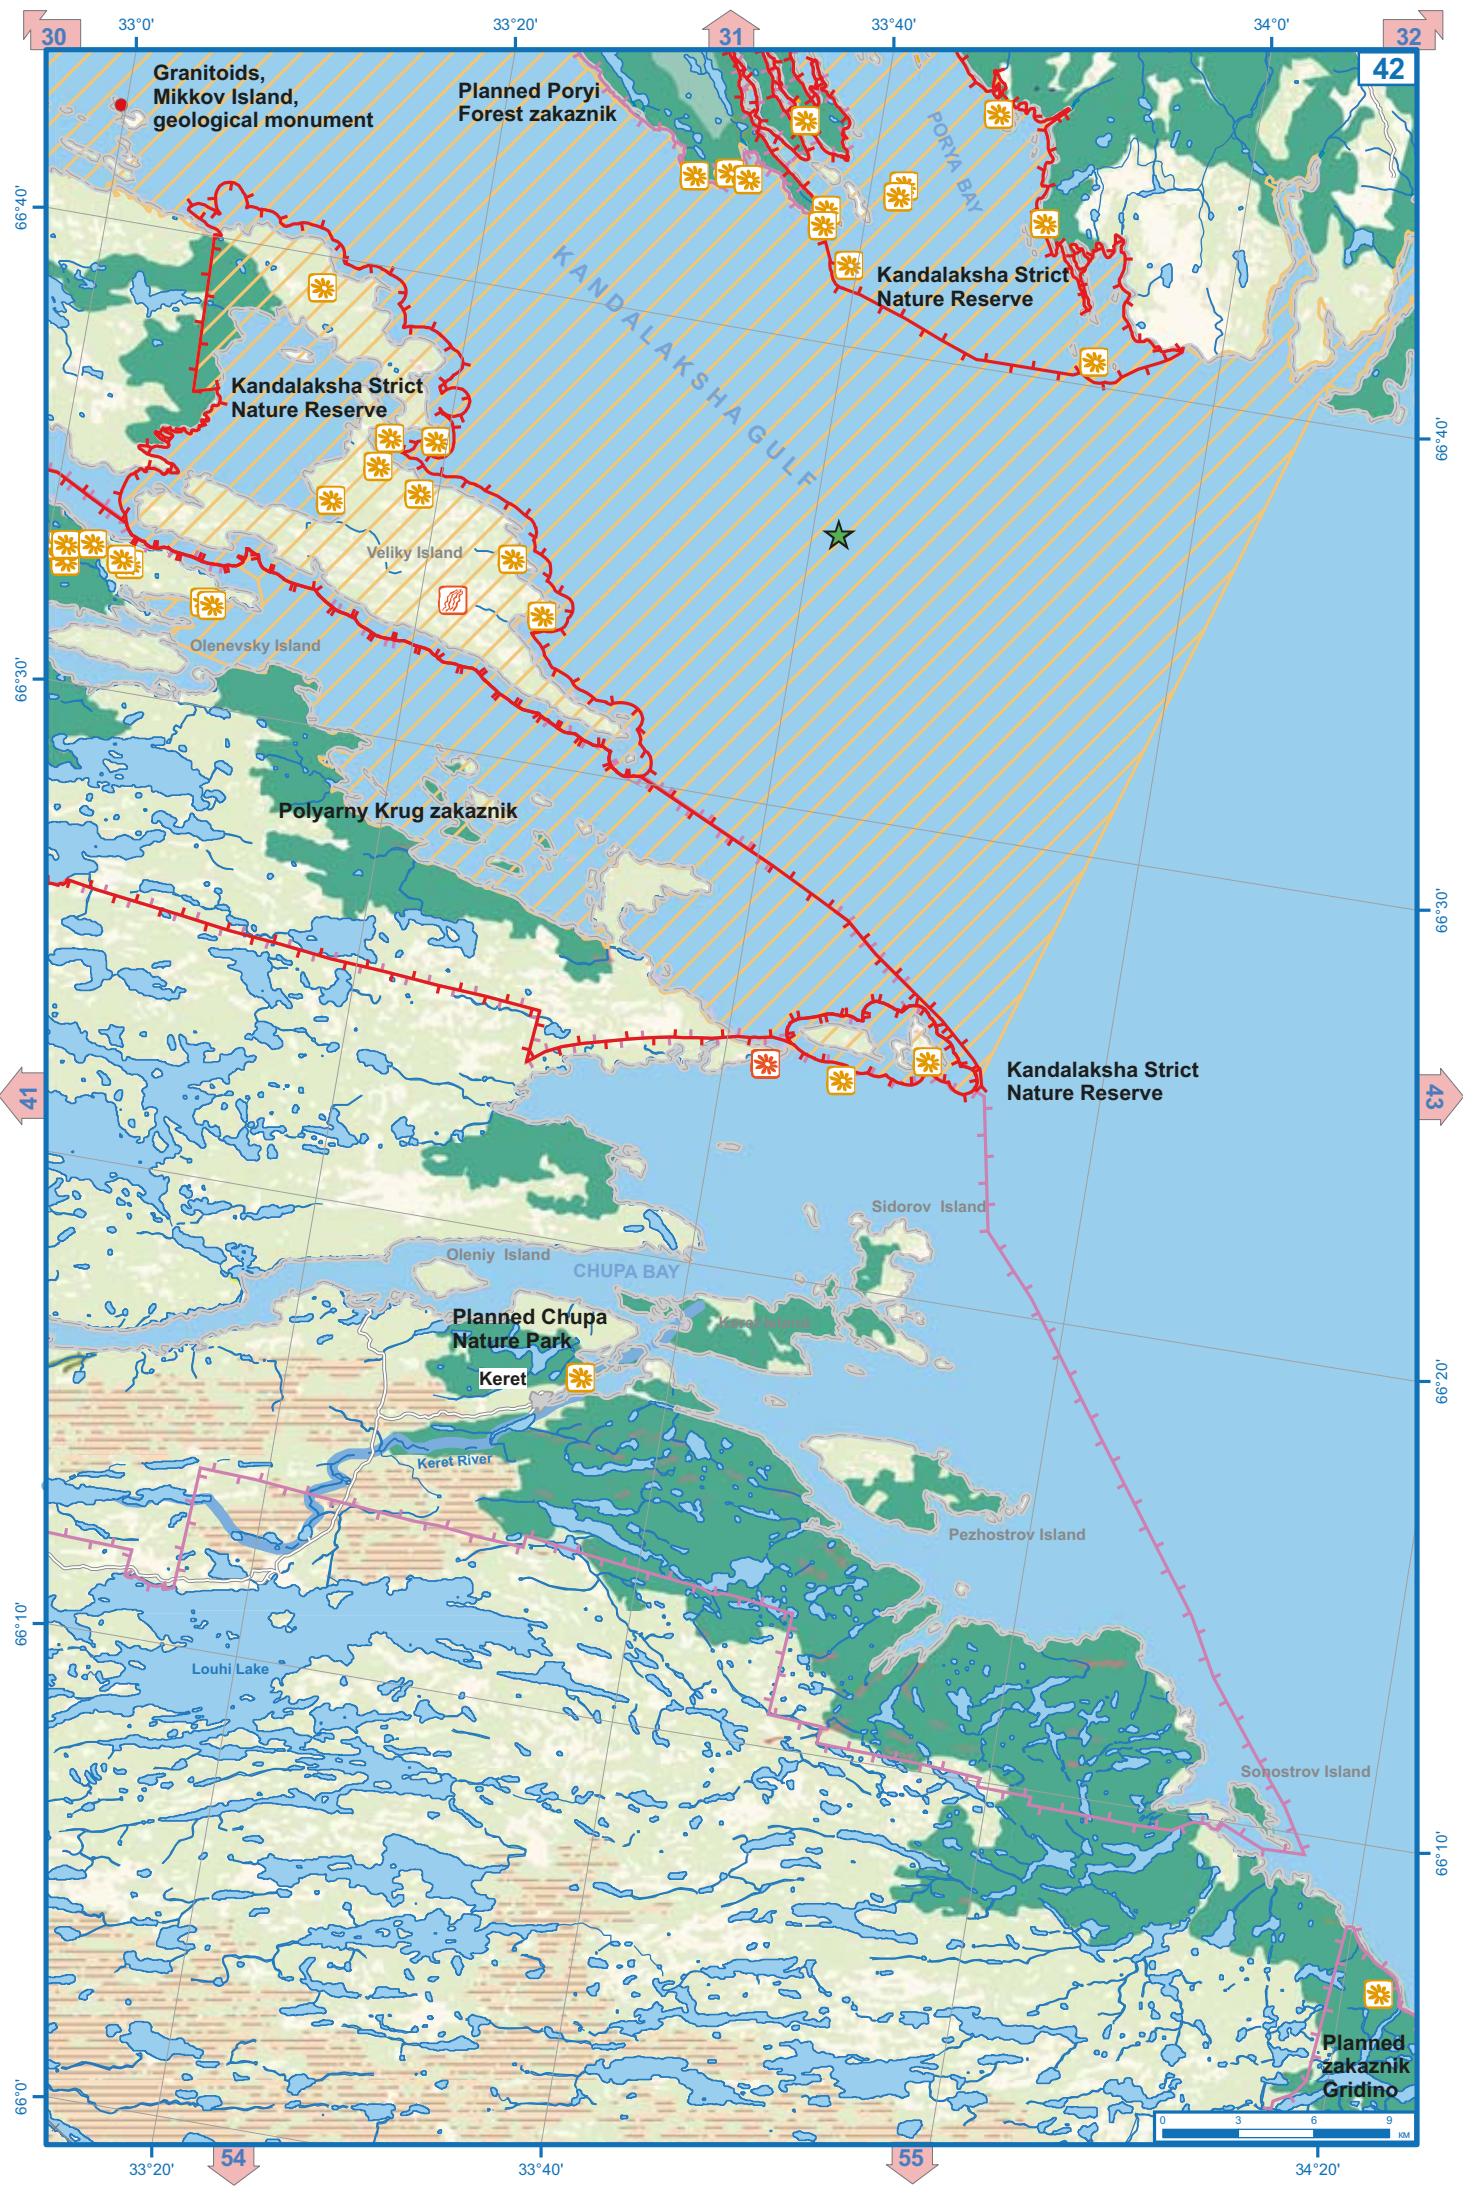 30
33°0'
33°20'
31
33°40'
34°0'
32
42
Granitoids,
Mikkov Island,
geological monument
Planned Poryi
Forest zakaznik
PORYA BAY
66°40'
KANDALAKSHA GULF
Kandalaksha Strict
Nature Reserve
Kandalaksha Strict
Nature Reserve
66°40'
Veliky Island
Olenevsky Island
66°30'
Polyarny Krug zakaznik
66°30'
Kandalaksha Strict
Nature Reserve
41
43
Sidorov Island
Oleniy Island
CHUPA BAY
Planned Chupa
Nature Park
Keret Island
Keret
66°20'
Keret River
Pezhostrov Island
66°10'
Louhi Lake
Sonostrov Island
66°10'
Planned
zakaznik
Gridino
66°0'
0 3 6 9
км
54
55
33°20'
33°40'
34°20'